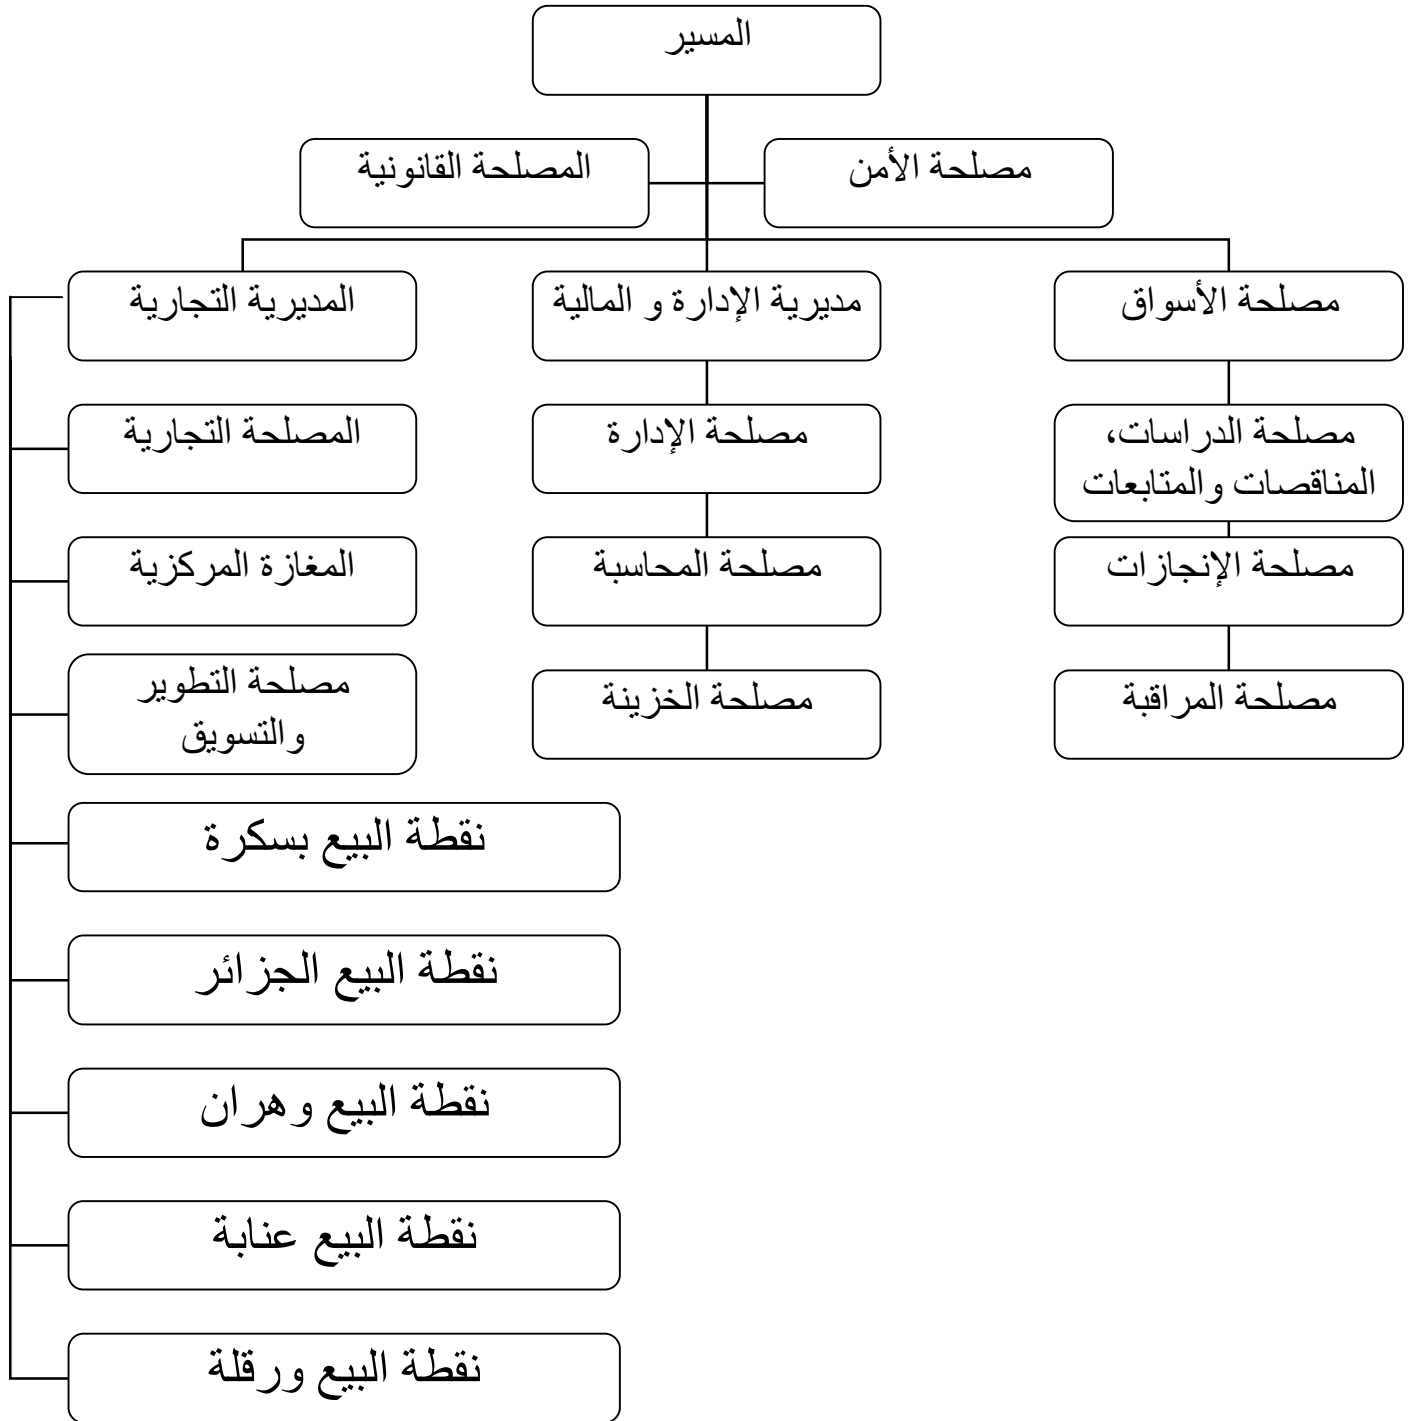 المسير
مصلحة الأمن
المصلحة القانونية
مصلحة الأسواق
مديرية الإدارة و المالية
المديرية التجارية
مصلحة الدراسات،
المناقصات والمتابعات
مصلحة الإدارة
المصلحة التجارية
مصلحة الإنجازات
مصلحة المحاسبة
المغازة المركزية
مصلحة المراقبة
مصلحة الخزينة
مصلحة التطوير
والتسويق
نقطة البيع بسكرة
نقطة البيع الجزائر
نقطة البيع وهران
نقطة البيع عنابة
نقطة البيع ورقلة